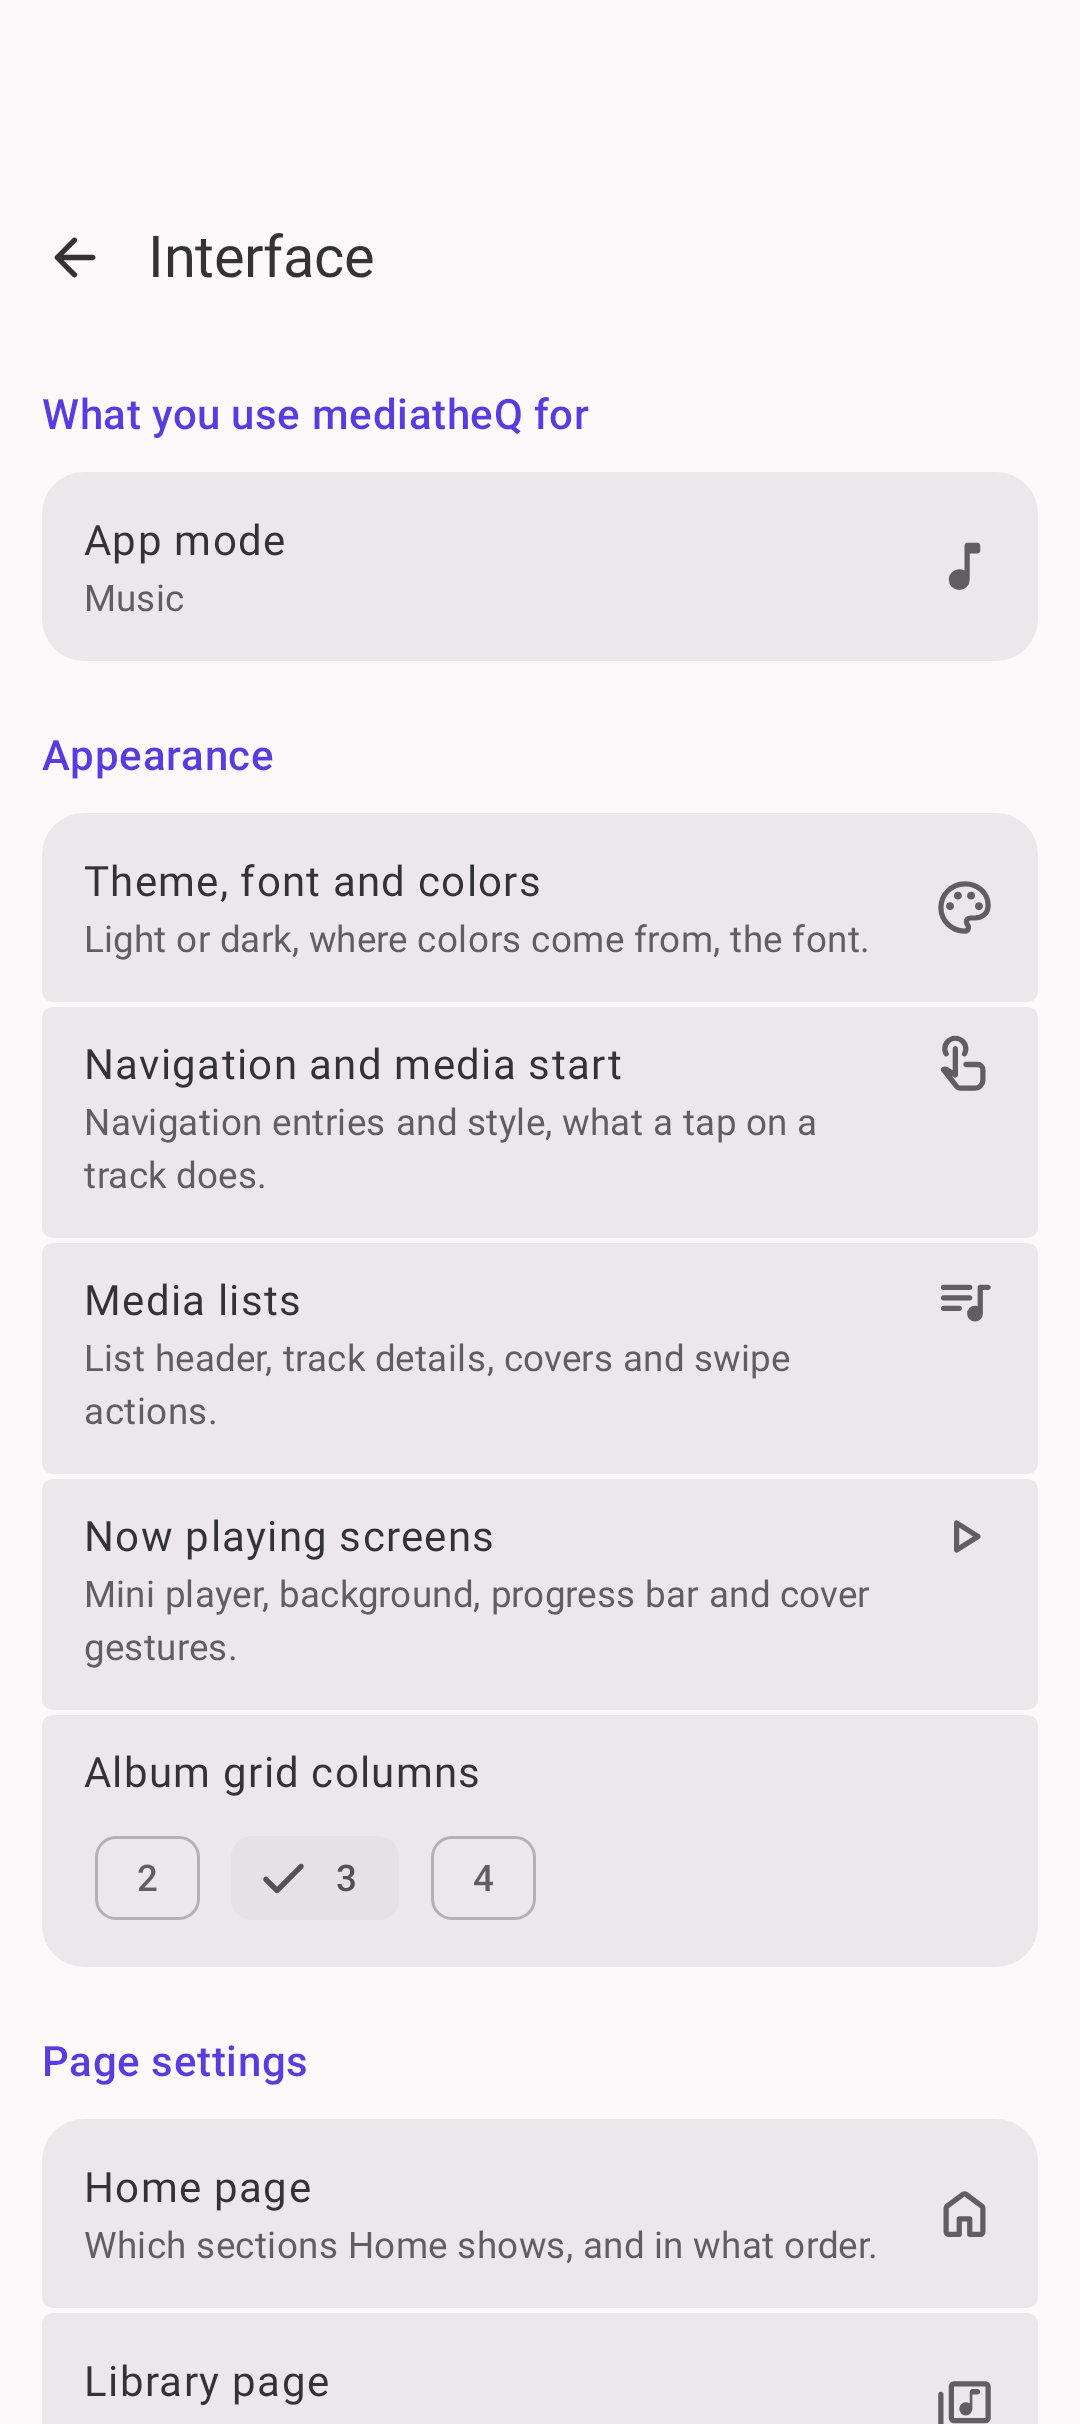 Interface
What you use mediatheQ for
App mode
Music
Appearance
Theme, font and colors
Light or dark, where colors come from, the font.
Navigation and media start
Navigation entries and style, what a tap on a
track does.
Media lists
List header, track details, covers and swipe
actions.
Now playing screens
Mini player, background, progress bar and cover
gestures.
Album grid columns
2 3 4
Page settings
Home page
Which sections Home shows, and in what order.
Library page